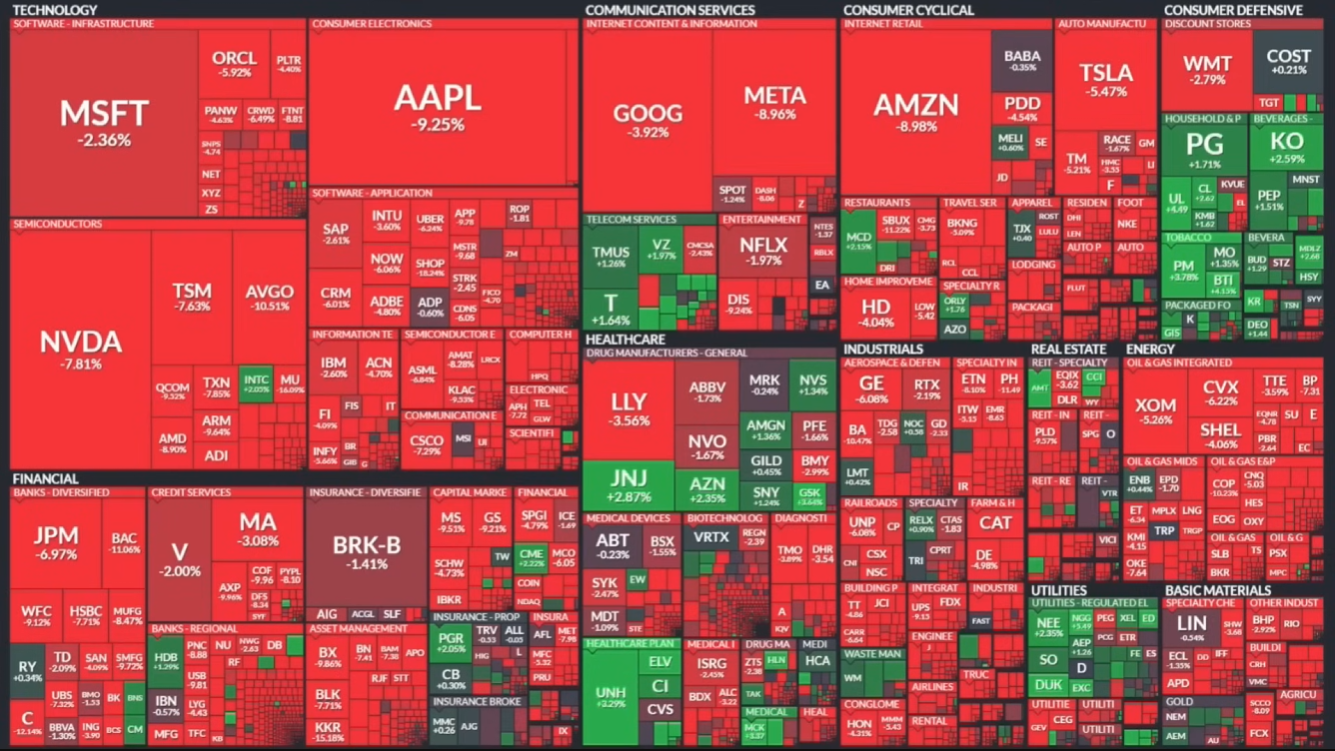 TECHNOLOGY
SOFTWARE - INFRASTRUCTURE
MSFT
-2.36%
ORCL
-5.92%
PLTR
-4.40%
PANW
-4.63%
CRWD
-6.49%
FTNT
-8.81
SNPS
-4.74
NET
XYZ
ZS
CONSUMER ELECTRONICS
AAPL
-9.25%
SEMICONDUCTORS
NVDA
-7.81%
TSM
-7.63%
AVGO
-10.51%
QCOM
-9.32%
TXN
-7.85%
INTC
+2.05%
MU
-16.09%
ARM
-9.64%
AMD
-8.90%
ADI
SOFTWARE - APPLICATION
SAP
-2.61%
INTU
-3.60%
UBER
-6.24%
APP
-9.78
ROP
-1.81
NOW
-6.06%
SHOP
-18.24%
MSTR
-9.68
ZM
CRM
-6.01%
ADBE
-4.80%
ADP
-0.60%
STRK
-2.45
CDNS
-6.05
FICO
-4.70
INFORMATION TE
IBM
-2.60%
ACN
-4.70%
FI
-4.09%
FIS
IT
INFY
-5.66%
BR
GIB
G
SEMICONDUCTOR E
ASML
-6.84%
AMAT
-8.28%
KLAC
-9.33%
COMMUNICATION E
CSCO
-7.29%
MSI
UI
COMPUTER H
HPQ
ELECTRONIC
APH
-7.72
TEL
GLW
SCIENTIFI
COMMUNICATION SERVICES
INTERNET CONTENT & INFORMATION
GOOG
-3.92%
META
-8.96%
SPOT
-1.24%
DASH
-8.08
Z
TELECOM SERVICES
TMUS
+1.26%
VZ
+1.97%
CMCSA
-2.43%
T
+1.64%
ENTERTAINMENT
NFLX
-1.97%
DIS
-9.24%
NTES
-1.37
RBLX
EA
CONSUMER CYCLICAL
INTERNET RETAIL
AMZN
-8.98%
BABA
-0.35%
PDD
-4.54%
MELI
+0.60%
SE
JD
AUTO MANUFACTU
TSLA
-5.47%
TM
-5.21%
RACE
-1.67%
GM
HMC
-3.33
LI
F
RESTAURANTS
MCD
+2.15%
SBUX
-11.22%
CMG
-3.73
DRI
TRAVEL SER
BKNG
-5.09%
RCL
CCL
APPAREL
TJX
+0.40
ROST
LULU
RESIDEN
DHI
LEN
FOOT
NKE
LODGING
AUTO P
AUTO
HOME IMPROVEME
HD
-4.04%
LOW
-5.42
SPECIALTY R
ORLY
+1.76
AZO
PACKAGI
FLUT
CONSUMER DEFENSIVE
DISCOUNT STORES
WMT
-2.79%
COST
+0.21%
TGT
HOUSEHOLD & P
PG
+1.71%
UL
+4.49
CL
+2.62
KVUE
EL
KMB
+1.62
BEVERAGES -
KO
+2.59%
PEP
+1.51%
MNST
TOBACCO
PM
+3.78%
MO
+1.35%
BTI
+4.15%
BEVERA
BUD
+1.29
STZ
MDLZ
+2.68
HSY
PACKAGED FO
K
GIS
KR
TSN
SYY
DEO
+1.44
HEALTHCARE
DRUG MANUFACTURERS - GENERAL
LLY
-3.56%
ABBV
-1.73%
MRK
-0.24%
NVS
+1.34%
NVO
-1.67%
AMGN
+1.36%
PFE
-1.66%
JNJ
+2.87%
AZN
+2.35%
GILD
+0.45%
BMY
-2.99%
SNY
+1.24%
GSK
MEDICAL DEVICES
ABT
-0.23%
BSX
-1.55%
SYK
-2.47%
EW
MDT
-1.09%
STE
BIOTECHNOLOG
VRTX
REGN
-2.39
DIAGNOSTI
TMO
-3.89%
DHR
-3.54
A
IQV
HEALTHCARE PLAN
UNH
+3.29%
ELV
CI
CVS
MEDICAL I
ISRG
-2.45%
BDX
ALC
-3.22
DRUG MA
ZTS
-2.38
HLN
TAK
MEDI
HCA
MEDICAL
MCK
+1.37
HEAL
FINANCIAL
BANKS - DIVERSIFIED
JPM
-6.97%
BAC
-11.06%
WFC
-9.12%
HSBC
-7.71%
MUFG
-8.47%
RY
+0.34%
TD
-2.09%
SAN
-4.09%
SMFG
-9.72%
UBS
-7.32%
BMO
-1.33
BK
BNS
C
-12.14%
BBVA
-1.30%
ING
-3.90
BCS
CM
CREDIT SERVICES
V
-2.00%
MA
-3.08%
AXP
-9.96%
COF
-9.96
PYPL
-8.10
DFS
-8.34
SYF
BANKS - REGIONAL
HDB
+1.29%
PNC
-8.88
NU
NWG
-2.63
DB
IBN
-0.57%
USB
-9.81
RF
LYG
-4.43
MFG
TFC
KB
INSURANCE - DIVERSIFIE
BRK-B
-1.41%
AIG
ACGL
SLF
ASSET MANAGEMENT
BX
-9.86%
BN
-7.41
BAM
-7.38
APO
BLK
-7.71%
RJF
STT
KKR
-15.18%
CAPITAL MARKE
MS
-9.51%
GS
-9.21%
SCHW
-4.73%
TW
IBKR
FINANCIAL
SPGI
-4.79%
ICE
-1.69
CME
+2.22%
MCO
-6.05
COIN
NDAQ
INSURANCE - PROP
PGR
+2.05%
TRV
-0.53
ALL
-0.05
CB
+0.30%
HIG
L
INSURA
AFL
MET
-7.98
MFC
-5.32
PRU
INSURANCE BROKE
MMC
+0.26
AJG
IX
INDUSTRIALS
AEROSPACE & DEFEN
GE
-6.08%
RTX
-2.19%
BA
-10.47%
TDG
-2.58
NOC
+0.58
GD
-2.33
LMT
+0.42%
SPECIALTY IN
ETN
-8.10%
PH
-11.49
ITW
-5.13
EMR
-8.65
IR
RAILROADS
UNP
-6.08%
CP
CSX
CNI
NSC
SPECIALTY
RELX
+0.90%
CTAS
-1.83
TRI
CPRT
FARM & H
CAT
DE
-4.98%
BUILDING P
TT
-4.86
JCI
CARR
-6.64
INTEGRAT
UPS
-9.13
FDX
INDUSTRI
FAST
ENGINEE
J
WASTE MAN
WM
AIRLINES
TRUC
CONGLOME
HON
-4.31%
MMM
-5.43
RENTAL
REAL ESTATE
REIT - SPECIALTY
AMT
EQIX
-3.62
CCI
DLR
WY
REIT - IN
PLD
-9.37%
REIT -
SPG
O
REIT - RE
REIT -
VTR
VICI
ENERGY
OIL & GAS INTEGRATED
XOM
-5.26%
CVX
-6.22%
TTE
-3.59%
BP
-7.31
SHEL
-4.06%
EQNR
-4.78
SU
E
PBR
-2.64
EC
OIL & GAS MIDS
ENB
+0.44%
EPD
-1.70
ET
-6.34
MPLX
LNG
KMI
-4.15
TRP
TRGP
OKE
-7.64
OIL & GAS E&P
COP
-10.23%
CNQ
-5.03
HES
EOG
OXY
OIL & GAS
SLB
TS
BKR
OIL & G
PSX
MPC
UTILITIES
UTILITIES - REGULATED EL
NEE
+2.35%
NGG
+5.49
PEG
XEL
ED
AEP
+1.26
PCG
ETR
SO
D
FE
ES
DUK
EXC
UTILITIE
GEV
CEG
UTILITI
UTILITI
BASIC MATERIALS
SPECIALTY CHE
LIN
-0.54%
SHW
-3.68
ECL
-1.35%
DD
IFF
APD
OTHER INDUST
BHP
-2.92%
RIO
BUILDI
CRH
VMC
GOLD
NEM
AEM
AU
AGRICU
SCCO
-8.09
FCX